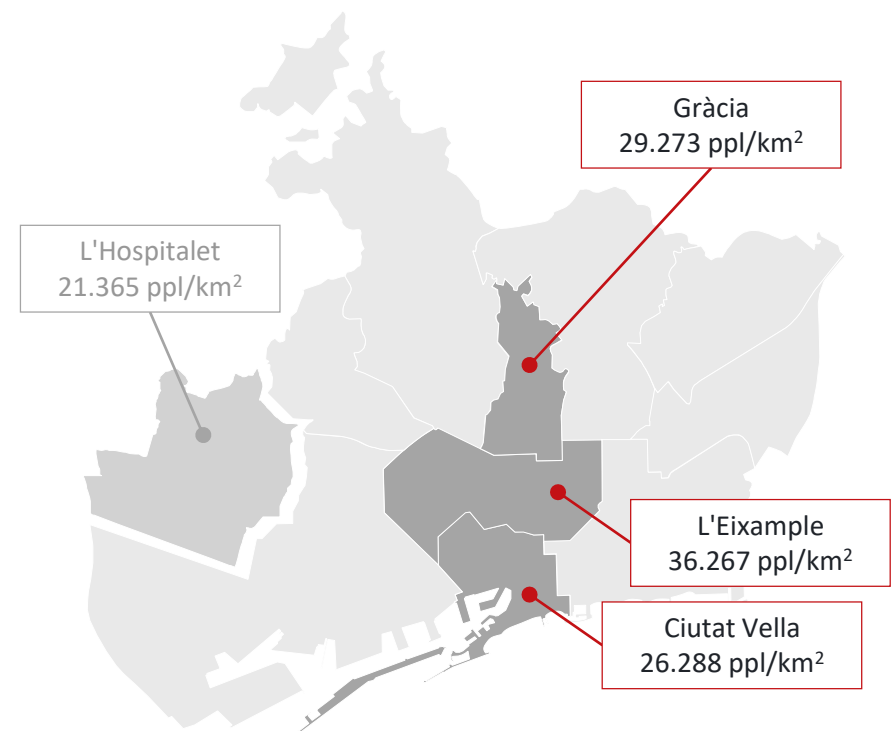 Gràcia
29.273 ppl/km²
L'Hospitalet
21.365 ppl/km²
L'Eixample
36.267 ppl/km²
Ciutat Vella
26.288 ppl/km²